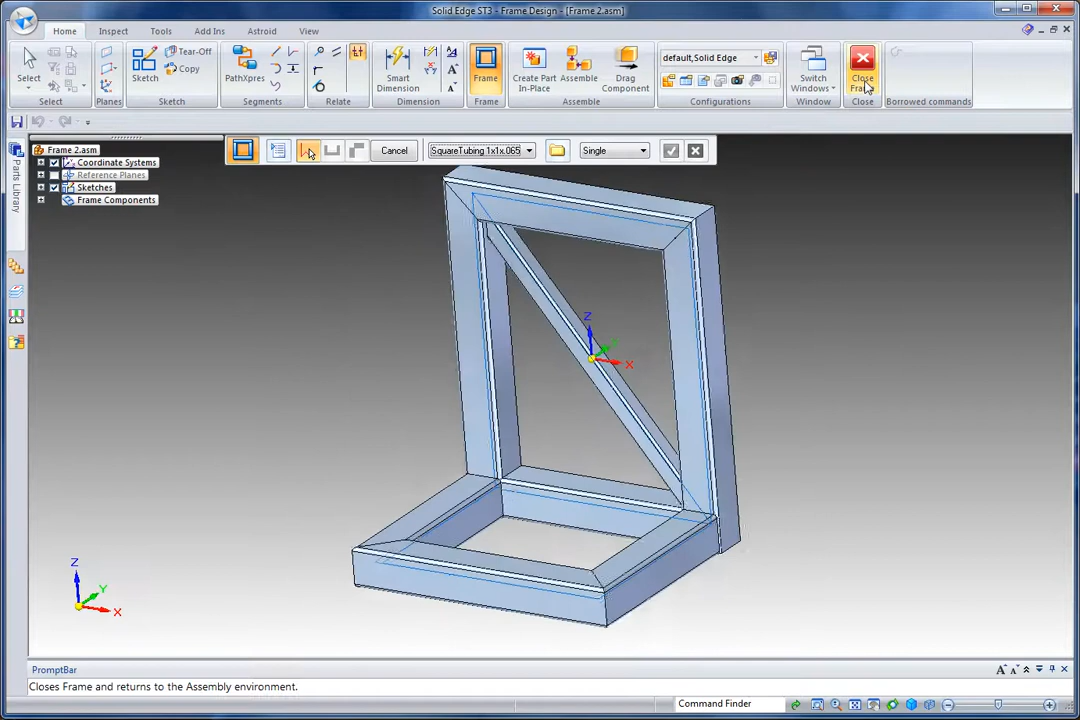 Solid Edge ST3 - Frame Design - [Frame 2.asm]
Home Inspect Tools Add Ins Astroid View
Select
Select
Planes
Sketch
Tear-Off
Copy
Sketch
PathXpres
Segments
Relate
Smart
Dimension
Dimension
Frame
Frame
Create Part
In-Place
Assemble
Drag
Component
Assemble
default,Solid Edge
Configurations
Switch
Windows
Window
Close
Frame
Close
Borrowed commands
Cancel
SquareTubing 1x1x.065
Single
Parts Library
Frame 2.asm
Coordinate Systems
Reference Planes
Sketches
Frame Components
Z
X
Z
Y
X
PromptBar
Closes Frame and returns to the Assembly environment.
Command Finder